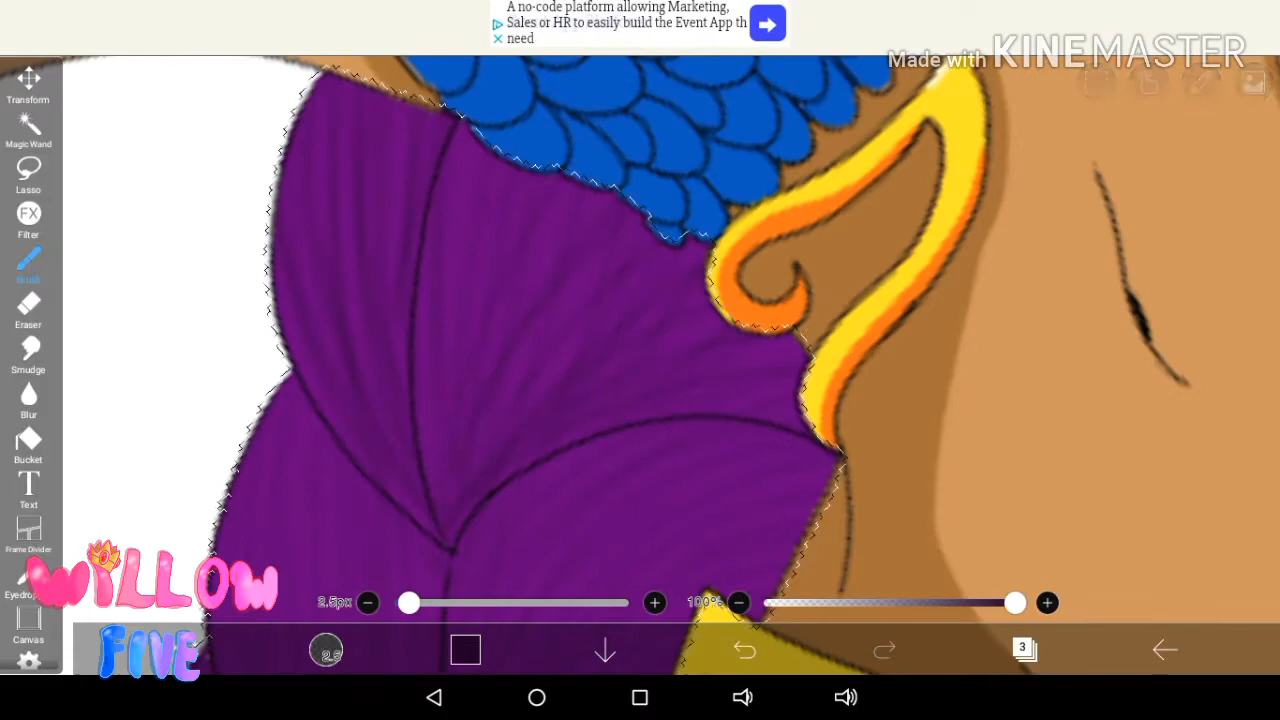 A no-code platform allowing Marketing,
Sales or HR to easily build the Event App th
need
Made with KINEMASTER
Transform
Magic Wand
Lasso
FX
Filter
Brush
Eraser
Smudge
Blur
Bucket
T
Text
Frame Divider
Canvas
WiLLOW
FIVE
2.5px
100%
2.5
3